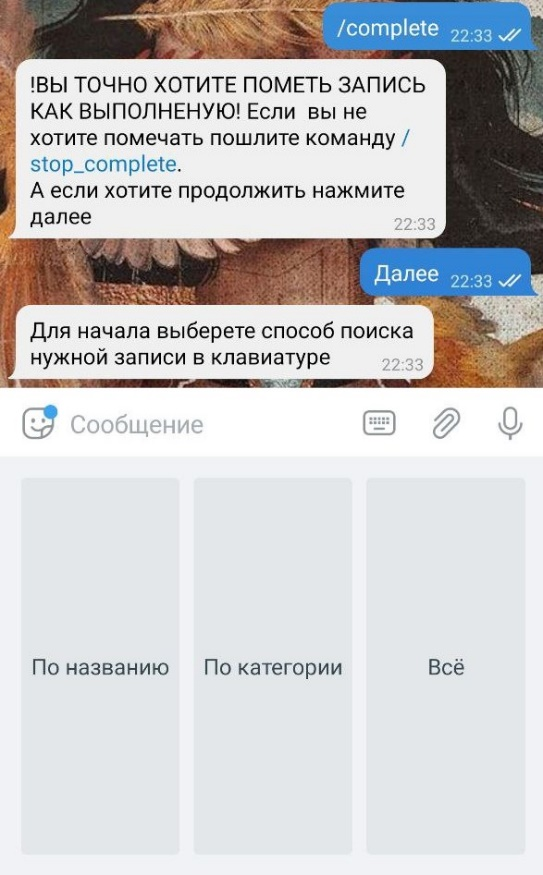 /complete 22:33
!ВЫ ТОЧНО ХОТИТЕ ПОМЕТЬ ЗАПИСЬ
КАК ВЫПОЛНЕНУЮ! Если вы не
хотите помечать пошлите команду /
stop_complete.
А если хотите продолжить нажмите
далее 22:33
Далее 22:33
Для начала выберете способ поиска
нужной записи в клавиатуре 22:33
Сообщение
По названию По категории Всё